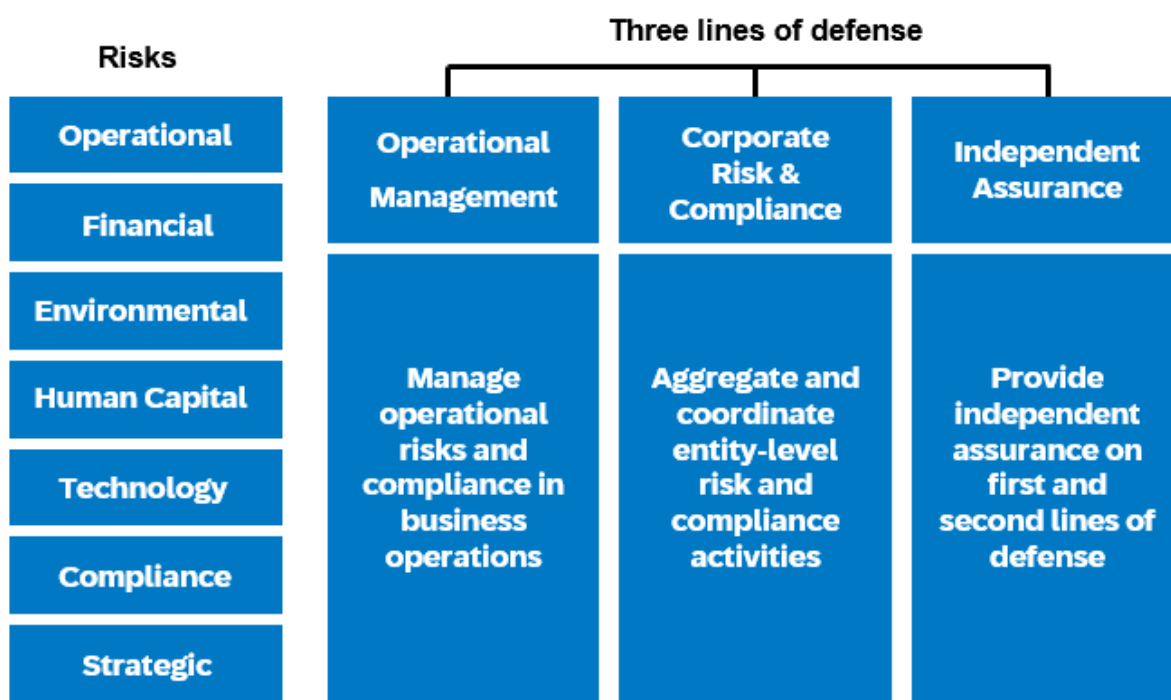 Three lines of defense
Risks
Operational
Financial
Environmental
Human Capital
Technology
Compliance
Strategic
Operational
Management
Corporate
Risk &
Compliance
Independent
Assurance
Manage
operational
risks and
compliance in
business
operations
Aggregate and
coordinate
entity-level
risk and
compliance
activities
Provide
independent
assurance on
first and
second lines of
defense